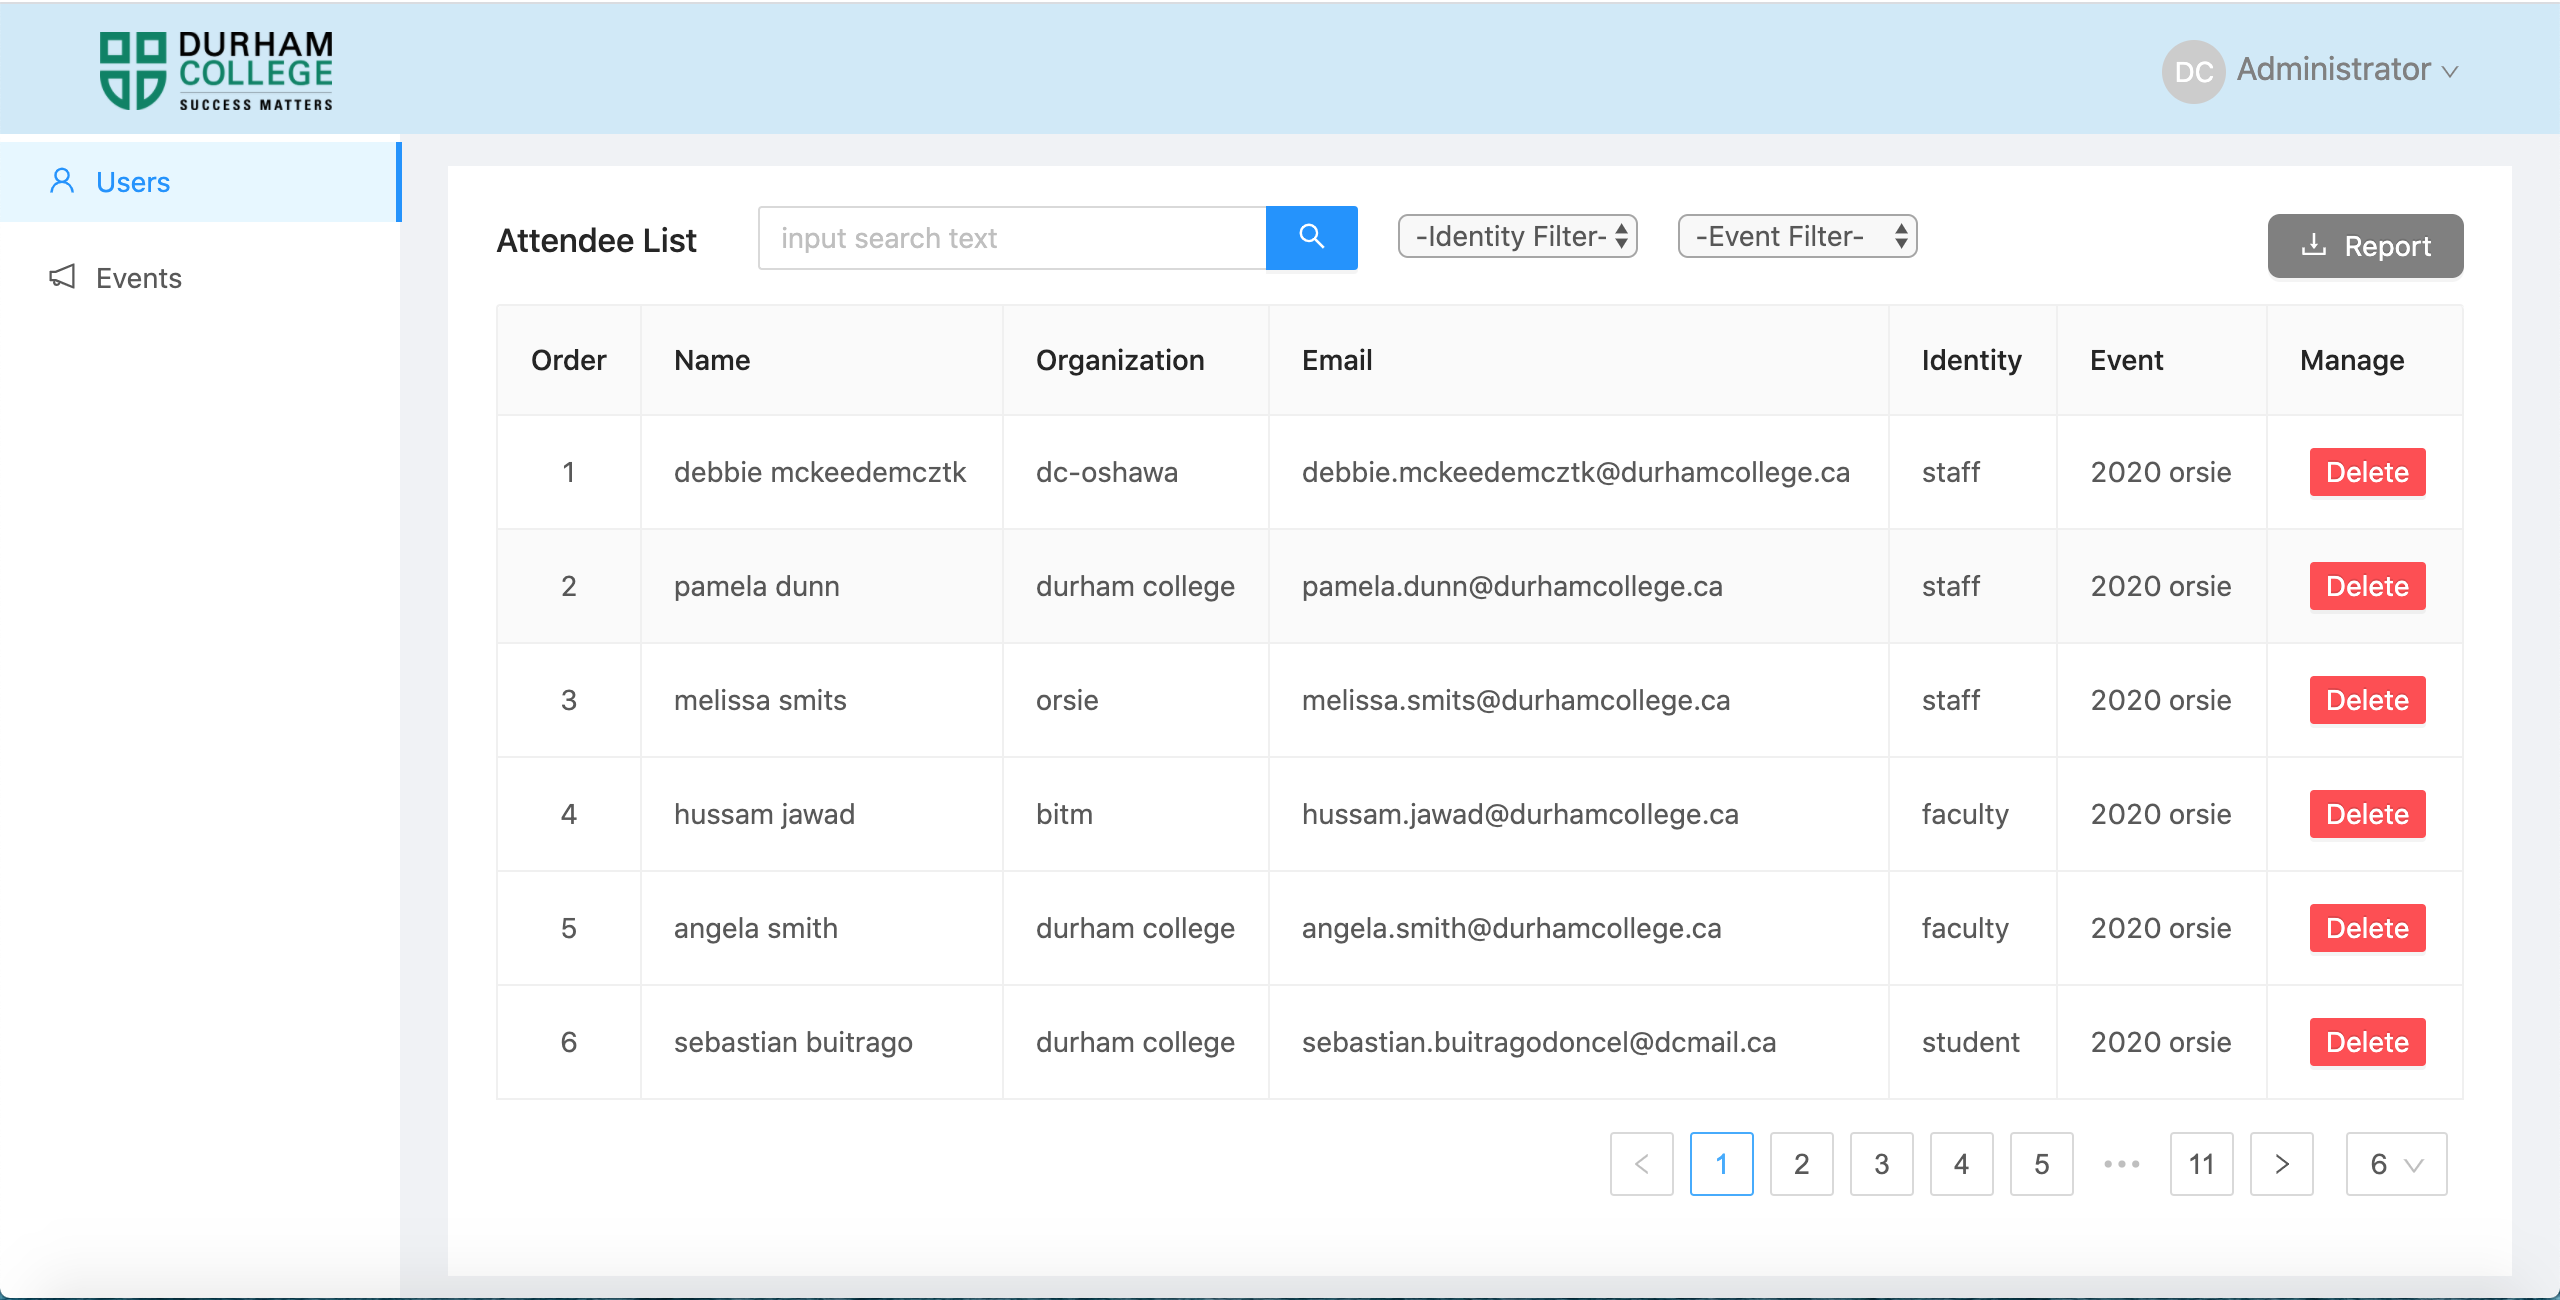 DURHAM
COLLEGE
SUCCESS MATTERS
DC Administrator
Users
Events
Attendee List input search text -Identity Filter- -Event Filter- Report
Order Name Organization Email Identity Event Manage
1 debbie mckeedemcztk dc-oshawa debbie.mckeedemcztk@durhamcollege.ca staff 2020 orsie Delete
2 pamela dunn durham college pamela.dunn@durhamcollege.ca staff 2020 orsie Delete
3 melissa smits orsie melissa.smits@durhamcollege.ca staff 2020 orsie Delete
4 hussam jawad bitm hussam.jawad@durhamcollege.ca faculty 2020 orsie Delete
5 angela smith durham college angela.smith@durhamcollege.ca faculty 2020 orsie Delete
6 sebastian buitrago durham college sebastian.buitragodoncel@dcmail.ca student 2020 orsie Delete
< 1 2 3 4 5 ••• 11 > 6